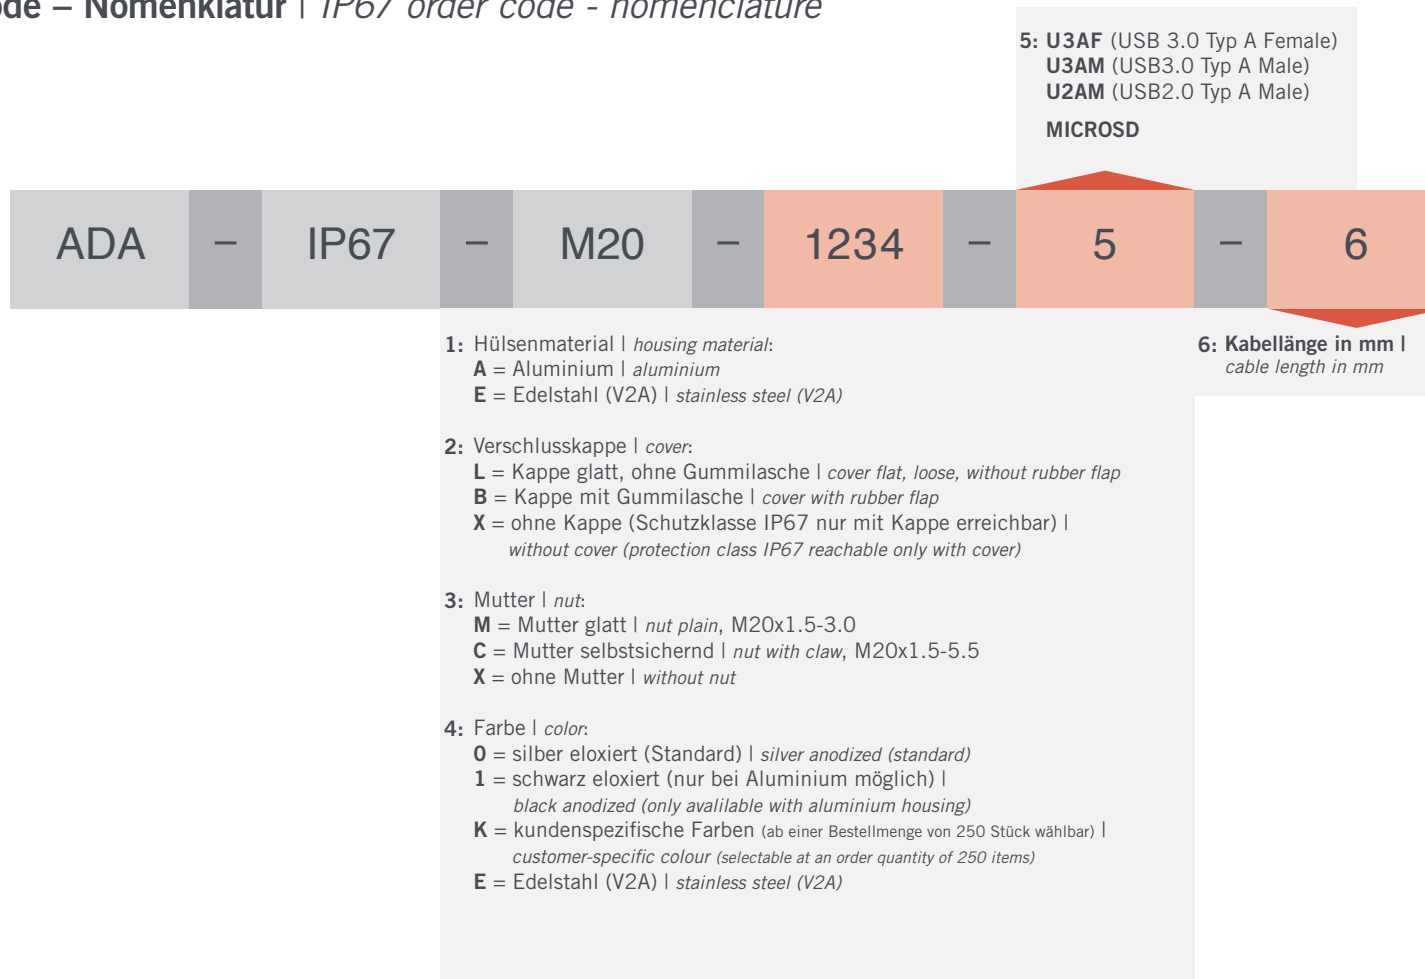 – Nomenklatur | IP67 order code - nomenclature
5: U3AF (USB 3.0 Typ A Female)
U3AM (USB3.0 Typ A Male)
U2AM (USB2.0 Typ A Male)
MICROSD
ADA – IP67 – M20 – 1234 – 5 – 6
1: Hülsenmaterial | housing material:
A = Aluminium | aluminium
E = Edelstahl (V2A) | stainless steel (V2A)
6: Kabellänge in mm |
cable length in mm
2: Verschlusskappe | cover:
L = Kappe glatt, ohne Gummilasche | cover flat, loose, without rubber flap
B = Kappe mit Gummilasche | cover with rubber flap
X = ohne Kappe (Schutzklasse IP67 nur mit Kappe erreichbar) |
without cover (protection class IP67 reachable only with cover)
3: Mutter | nut:
M = Mutter glatt | nut plain, M20x1.5-3.0
C = Mutter selbstsichernd | nut with claw, M20x1.5-5.5
X = ohne Mutter | without nut
4: Farbe | color:
0 = silber eloxiert (Standard) | silver anodized (standard)
1 = schwarz eloxiert (nur bei Aluminium möglich) |
black anodized (only avalilable with aluminium housing)
K = kundenspezifische Farben (ab einer Bestellmenge von 250 Stück wählbar) |
customer-specific colour (selectable at an order quantity of 250 items)
E = Edelstahl (V2A) | stainless steel (V2A)